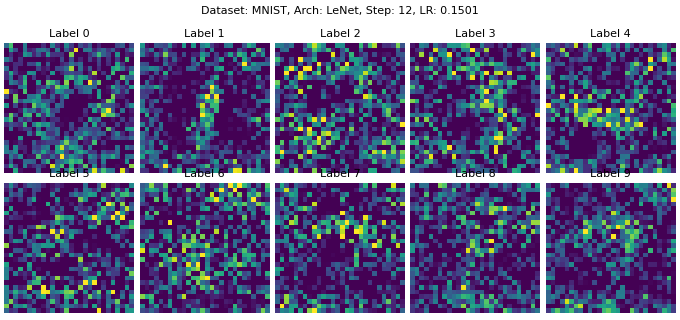 Dataset: MNIST, Arch: LeNet, Step: 12, LR: 0.1501
Label 0 Label 1 Label 2 Label 3 Label 4
Label 5 Label 6 Label 7 Label 8 Label 9